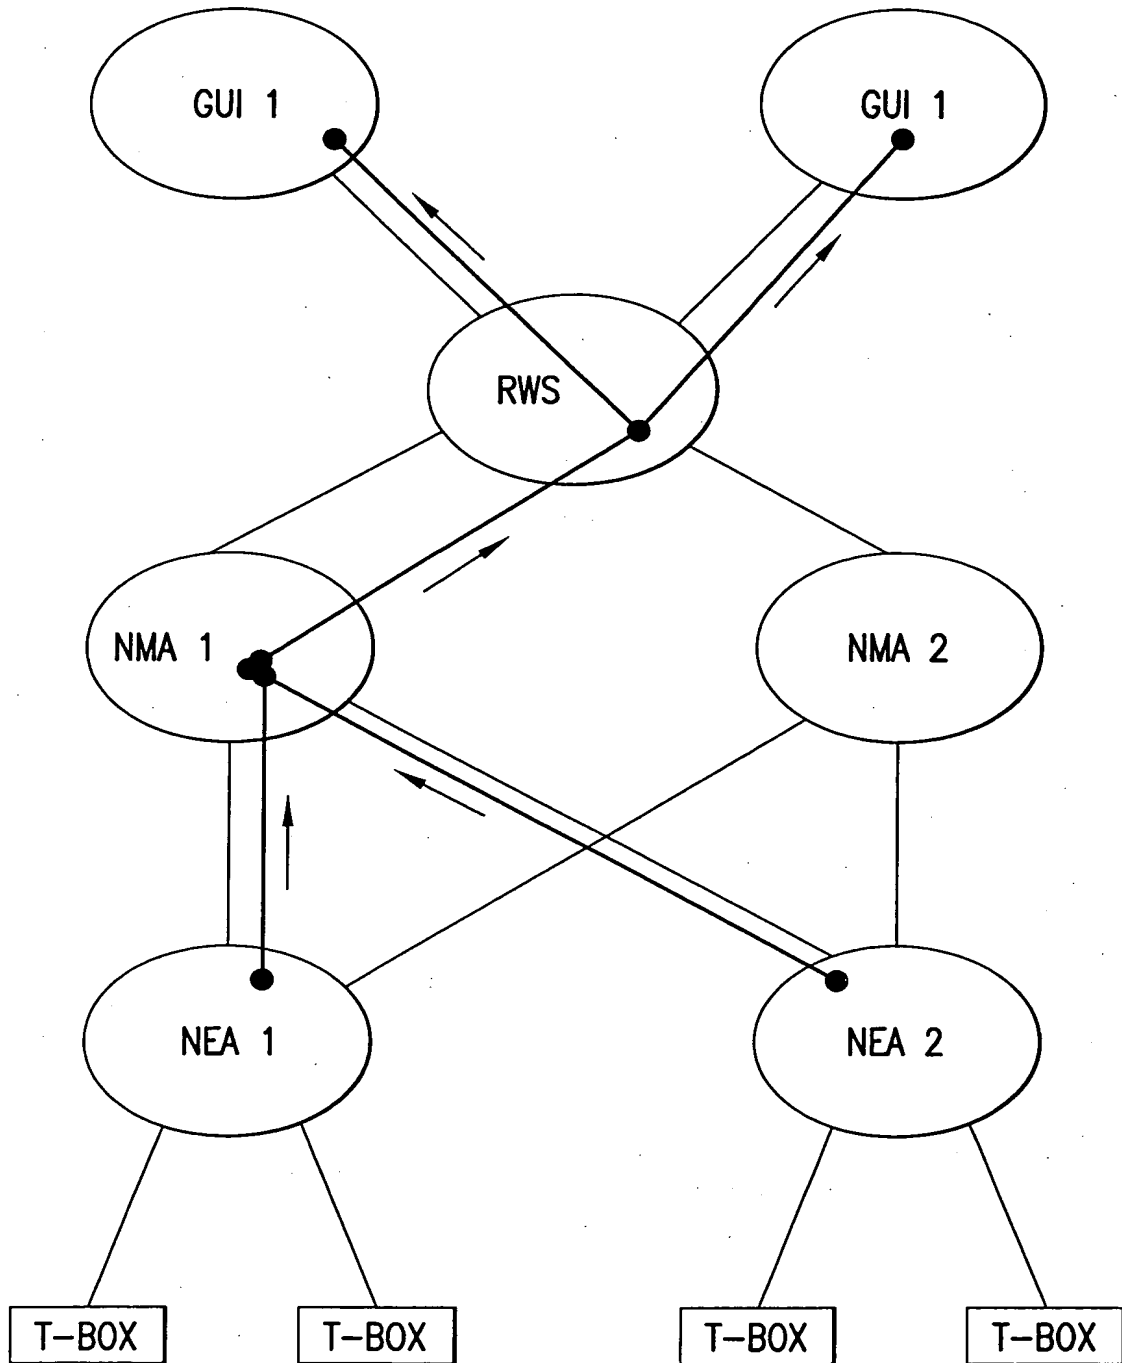 GUI 1
GUI 1
RWS
NMA 1
NMA 2
NEA 1
NEA 2
T-BOX
T-BOX
T-BOX
T-BOX